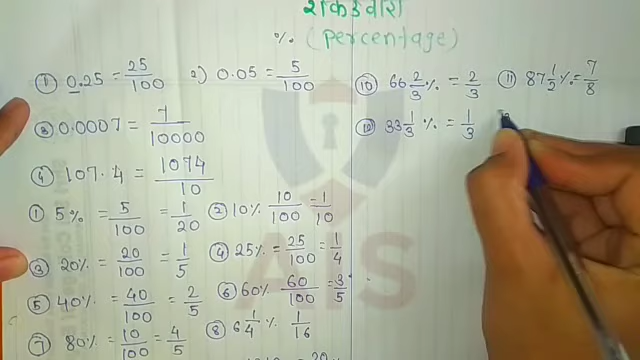 शेकडेवारी
% (Percentage)
① 0.25 = 25/100 2) 0.05 = 5/100
③ 0.0007 = 7/10000
④ 107.4 = 1074/10
① 5% = 5/100 = 1/20 ② 10% 10/100 = 1/10
③ 20% = 20/100 = 1/5 ④ 25% = 25/100 = 1/4
⑤ 40% = 40/100 = 2/5 ⑥ 60% 60/100 = 3/5
⑦ 80% = 10/100 = 4/5 ⑧ 6 1/4 % 1/16
⑩ 66 2/3 % = 2/3 ⑪ 87 1/2 % = 7/8
⑫ 33 1/3 % = 1/3
AIS